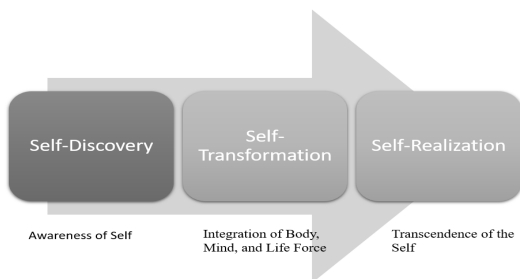 Self-Discovery
Self-
Transformation
Self-Realization
Awareness of Self
Integration of Body,
Mind, and Life Force
Transcendence of the
Self